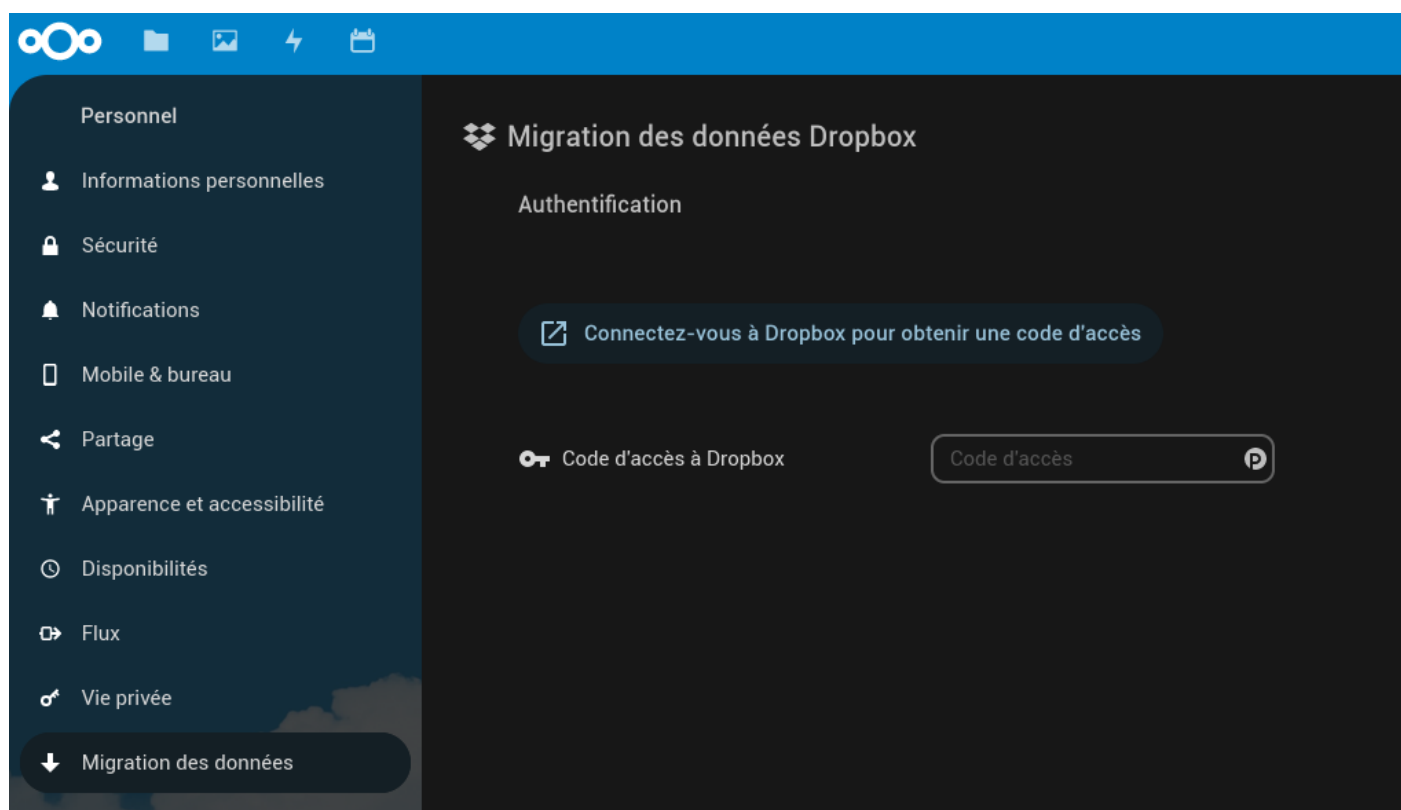 Personnel
Informations personnelles
Sécurité
Notifications
Mobile & bureau
Partage
Apparence et accessibilité
Disponibilités
Flux
Vie privée
Migration des données
Migration des données Dropbox
Authentification
Connectez-vous à Dropbox pour obtenir une code d'accès
Code d'accès à Dropbox
Code d'accès